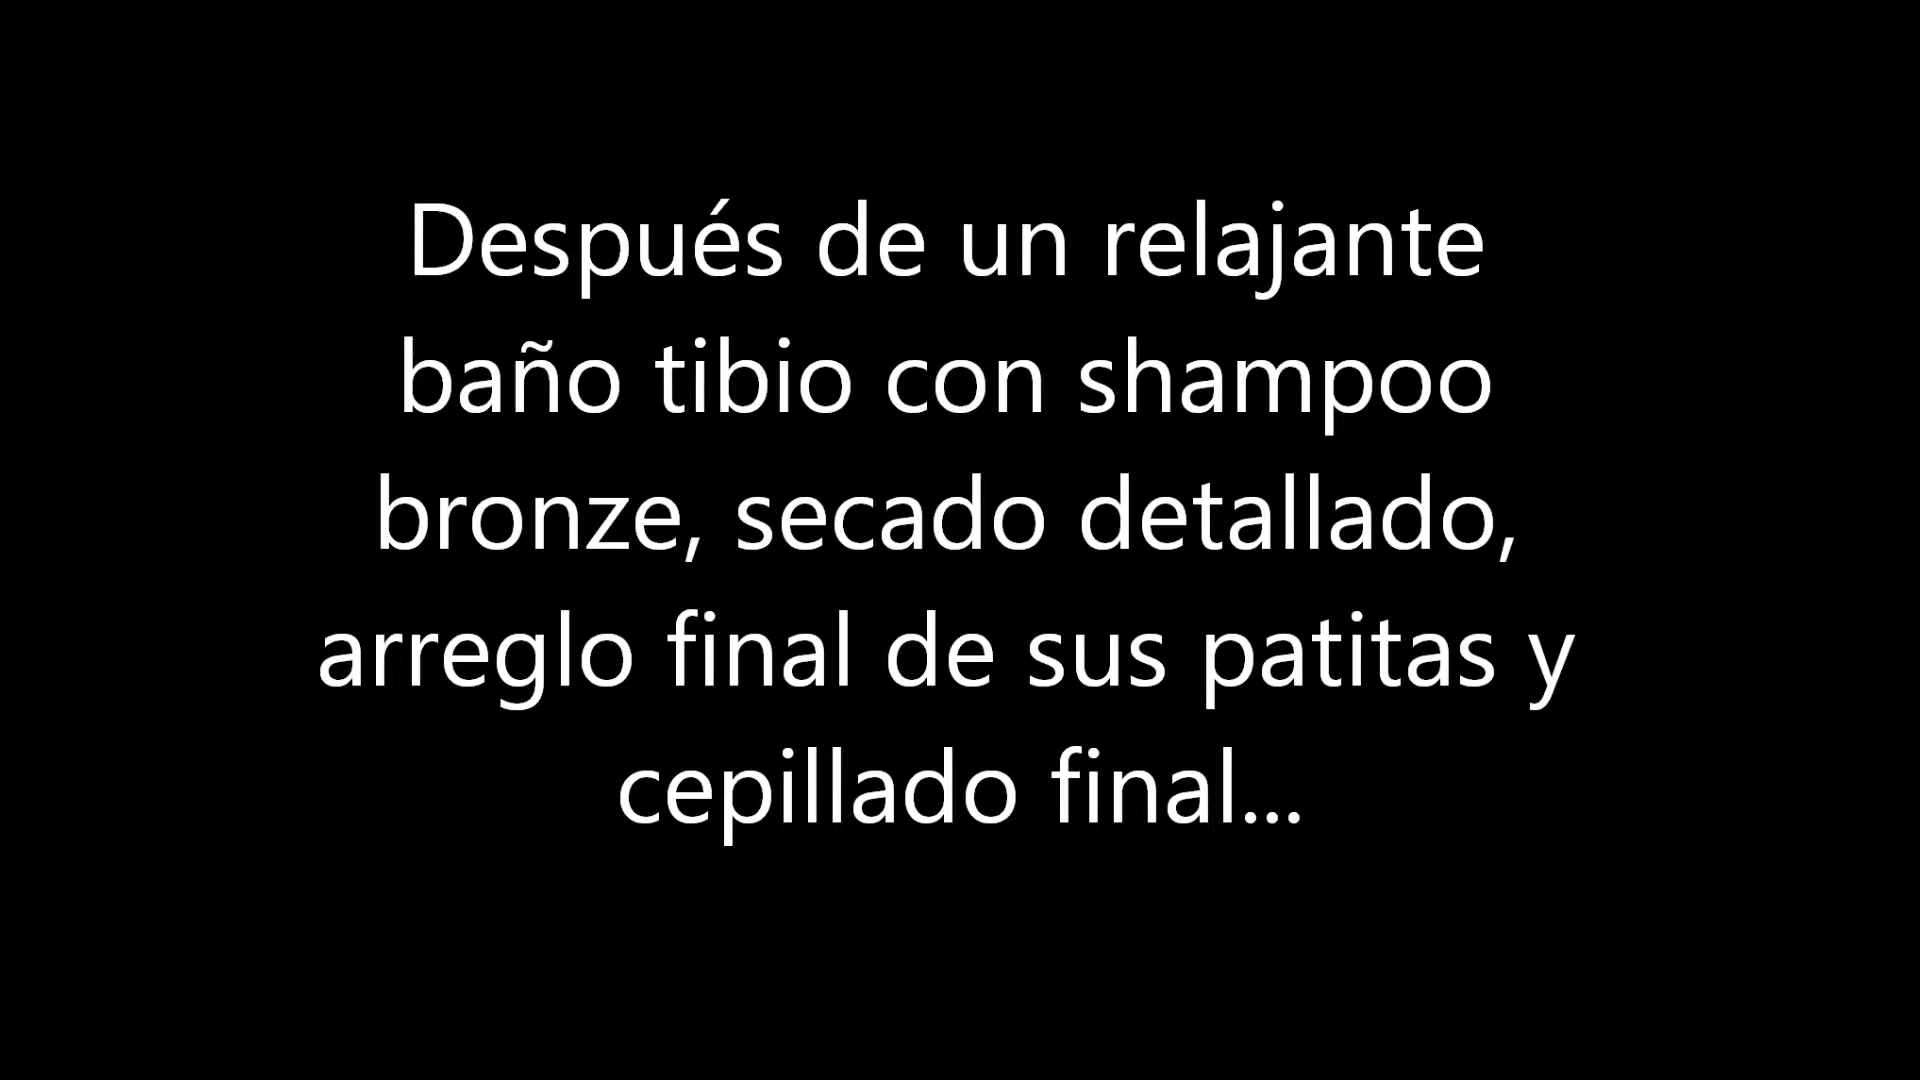 Después de un relajante
baño tibio con shampoo
bronze, secado detallado,
arreglo final de sus patitas y
cepillado final...